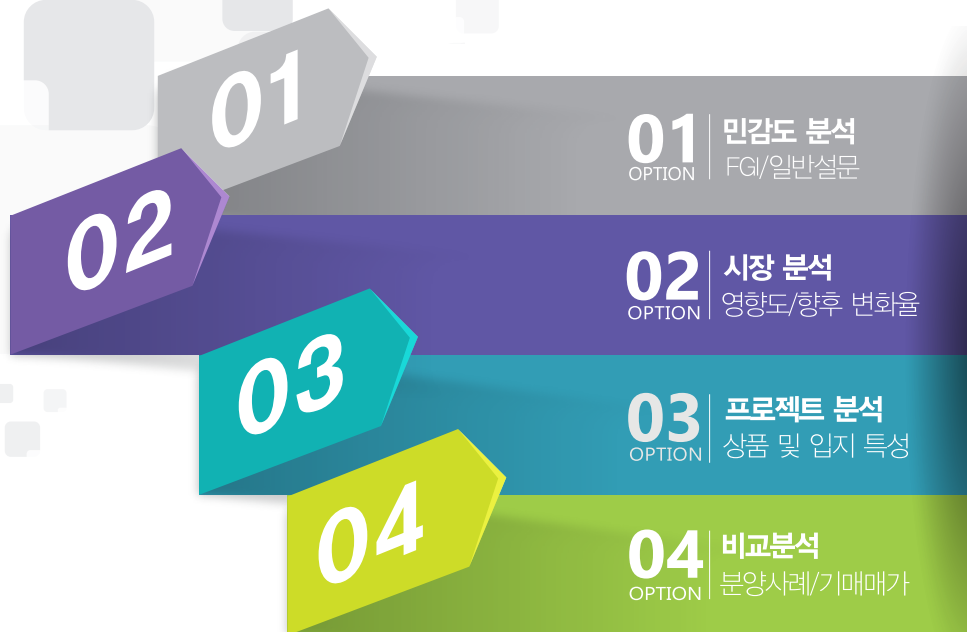 01
01
OPTION
민감도 분석
FGI/일반설문
02
02
OPTION
시장 분석
영향도/향후 변화율
03
03
OPTION
프로젝트 분석
상품 및 입지 특성
04
04
OPTION
비교분석
분양사례/기매매가